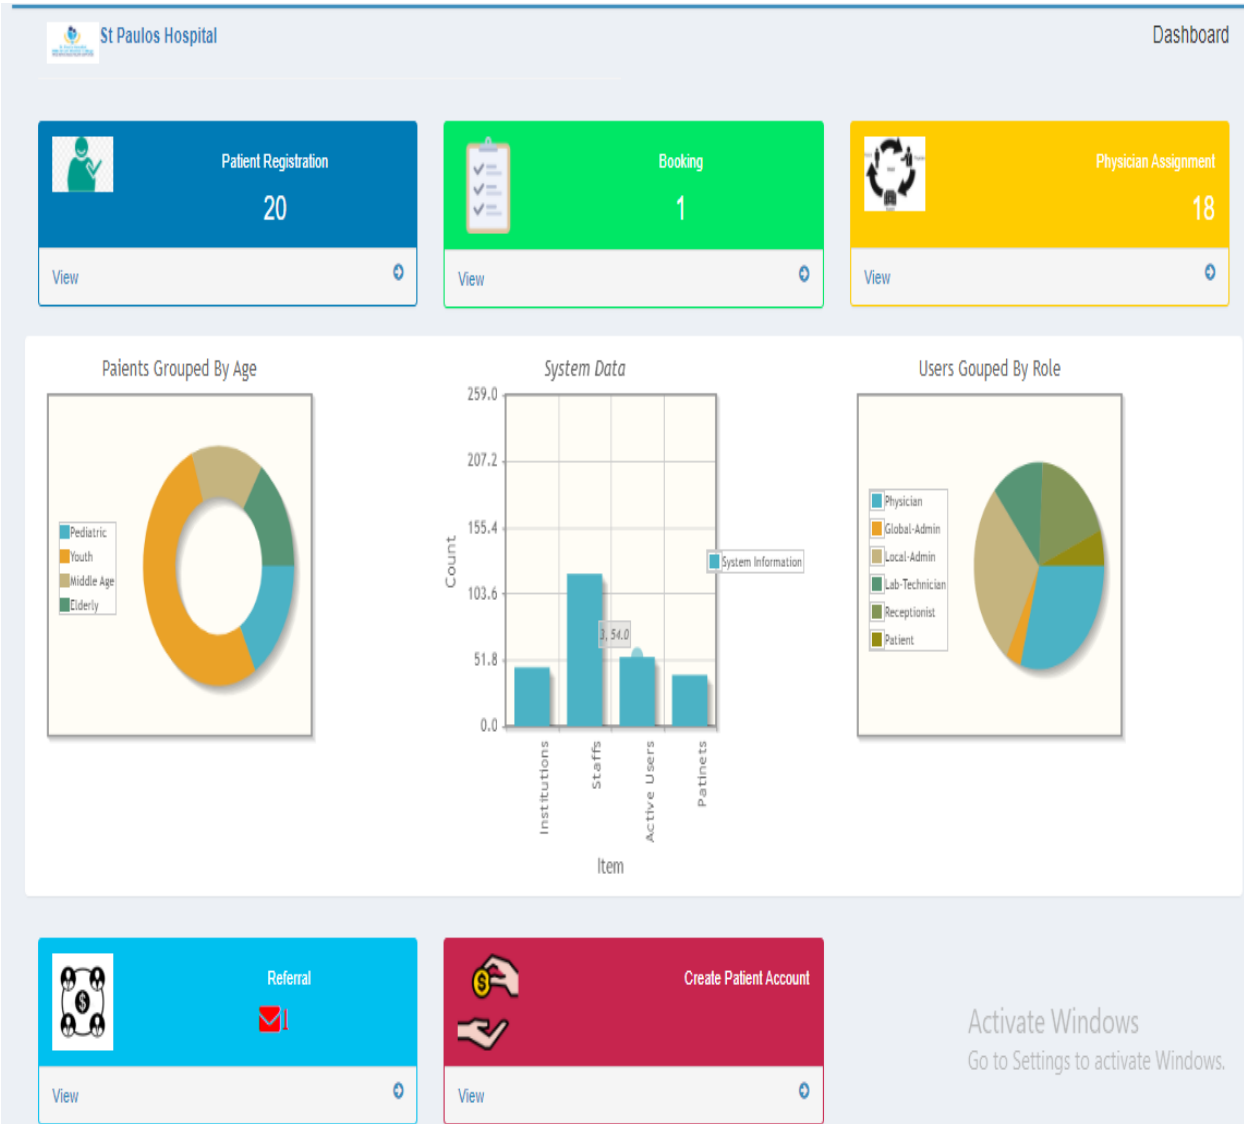 St Paulos Hospital
Dashboard
Patient Registration
20
View
Booking
1
View
Physician Assignment
18
View
Paients Grouped By Age
Pediatric
Youth
Middle Age
Elderly
System Data
259.0
207.2
155.4
103.6
51.8
0.0
Count
3, 54.0
System Information
Institutions
Staffs
Active Users
Patinets
Item
Users Gouped By Role
Physician
Global-Admin
Local-Admin
Lab-Technician
Receptionist
Patient
Referral
1
View
Create Patient Account
View
Activate Windows
Go to Settings to activate Windows.